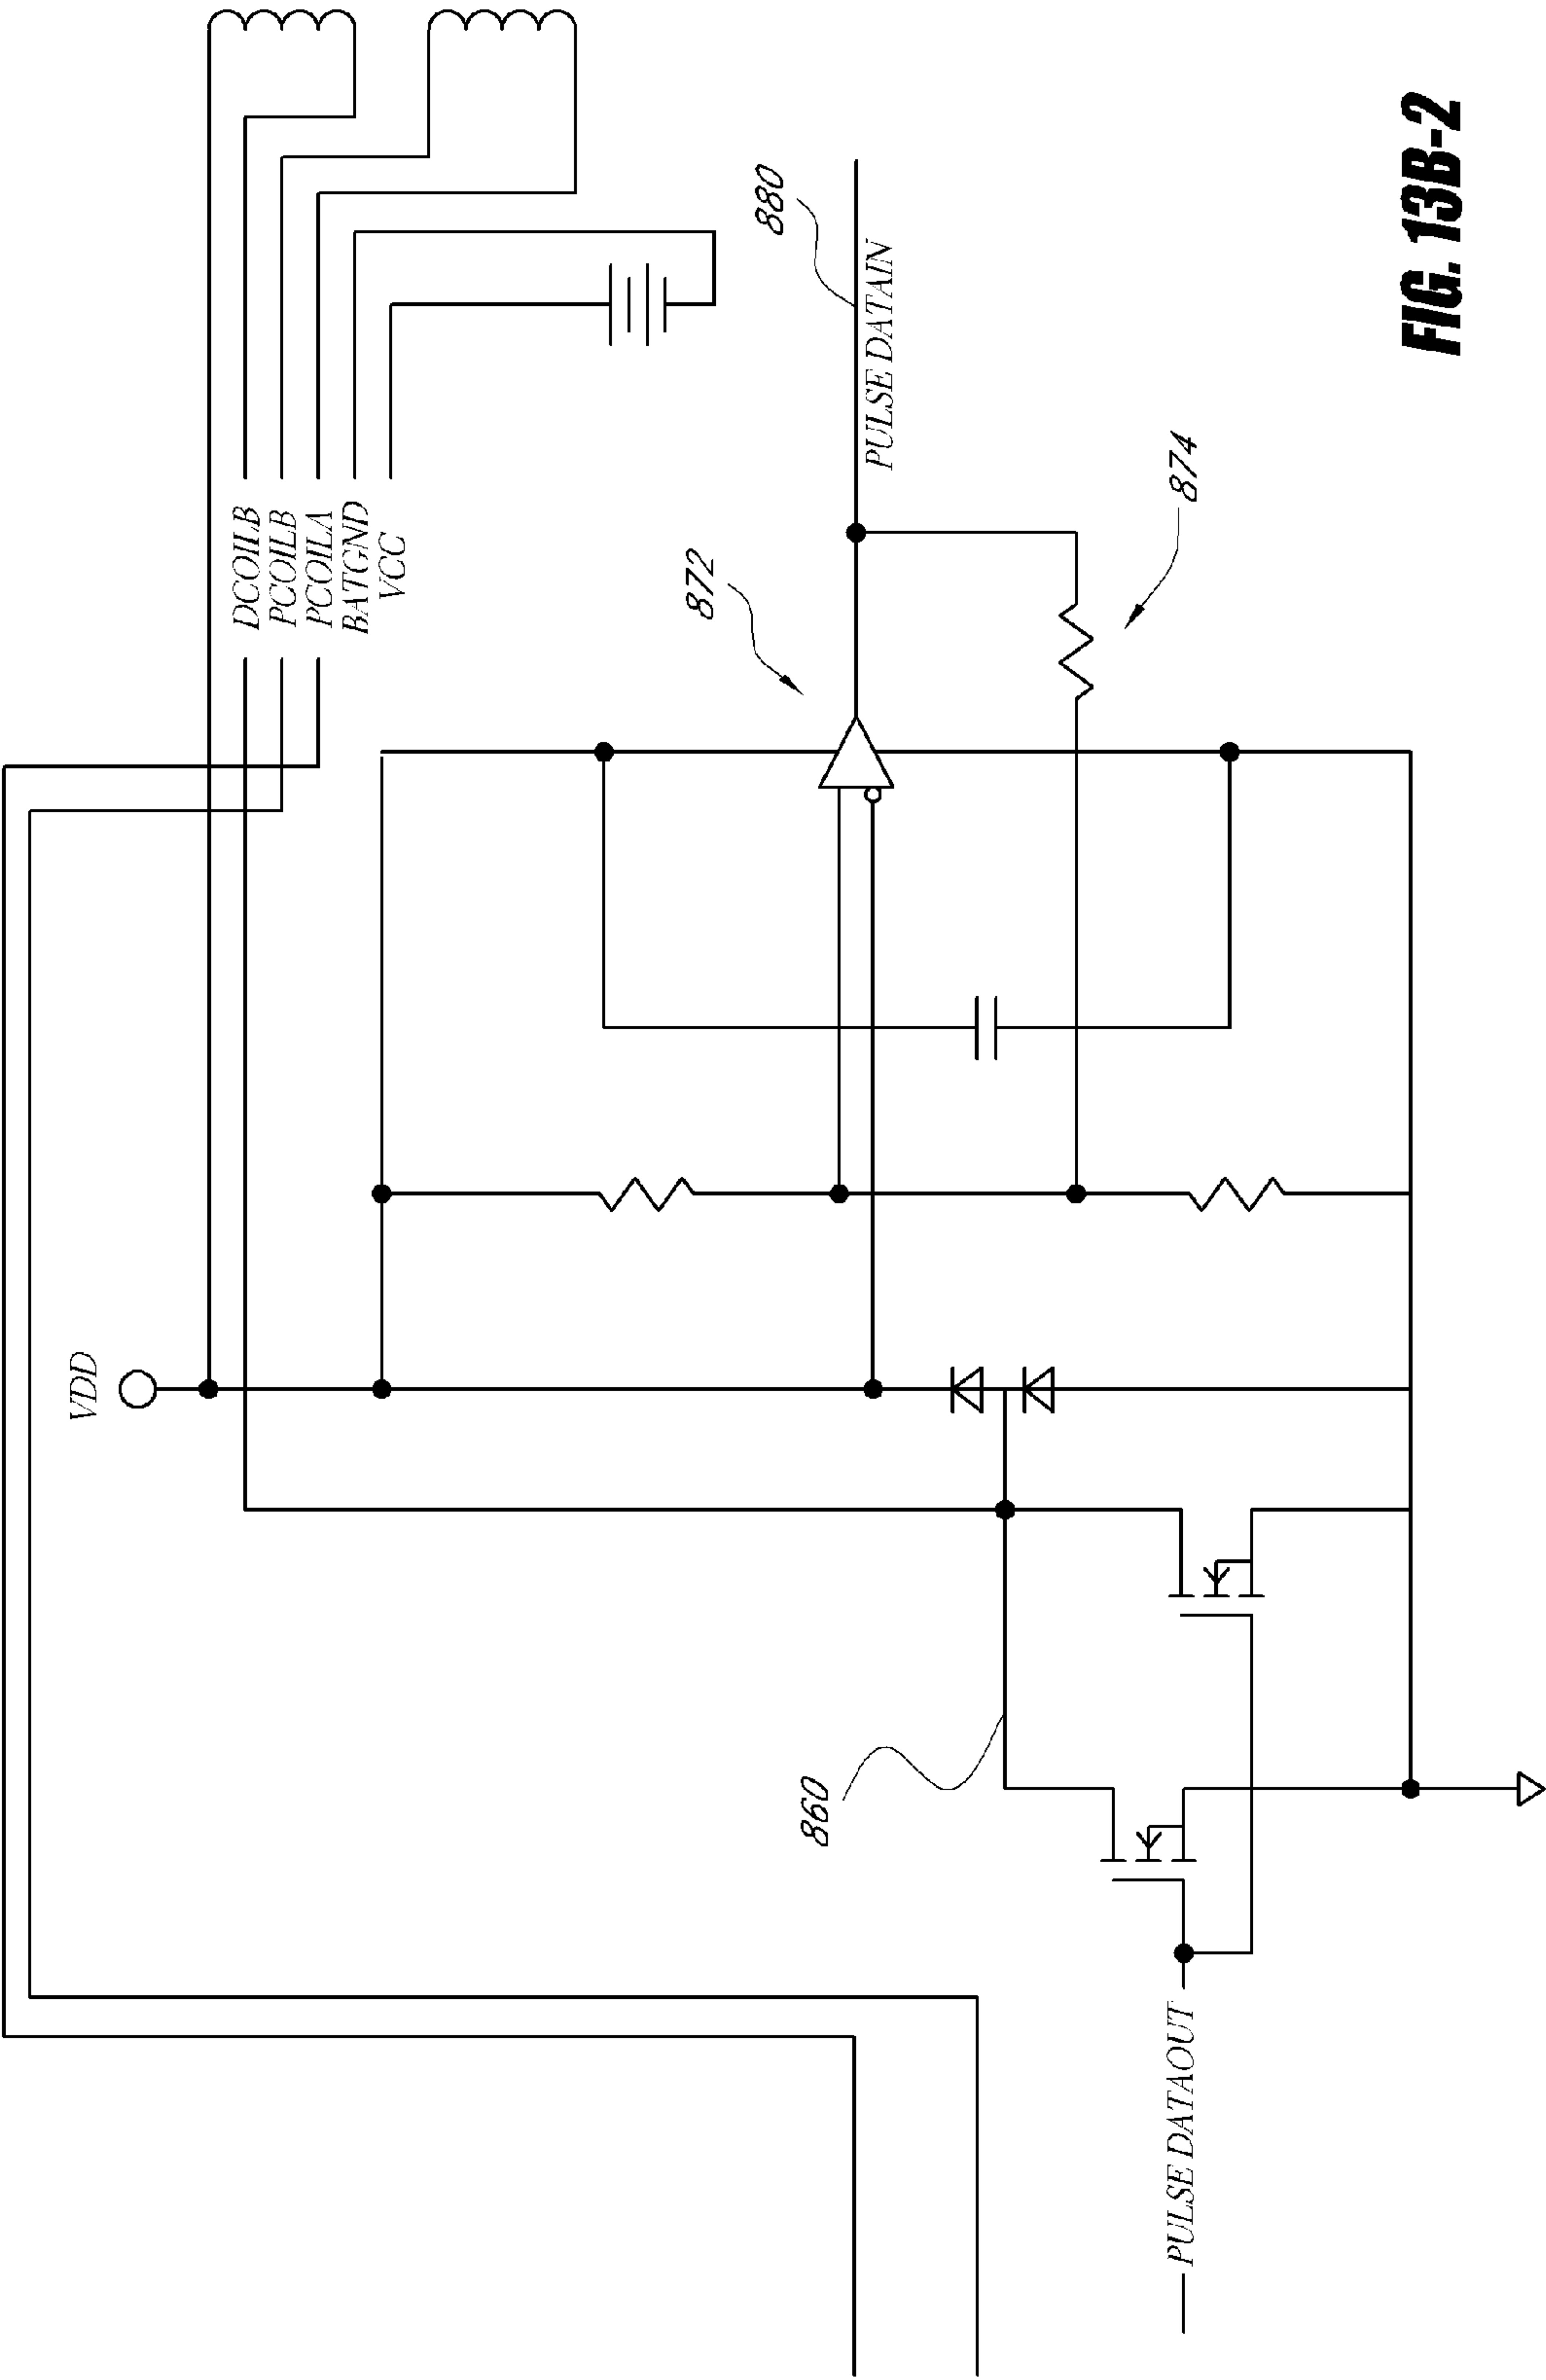 VDD
DCOILB
PCOILB
PCOILA
BATGND
VCC
872
880
PULSE DATAIN
874
860
PULSE DATAOUT
FIG. 13B-2